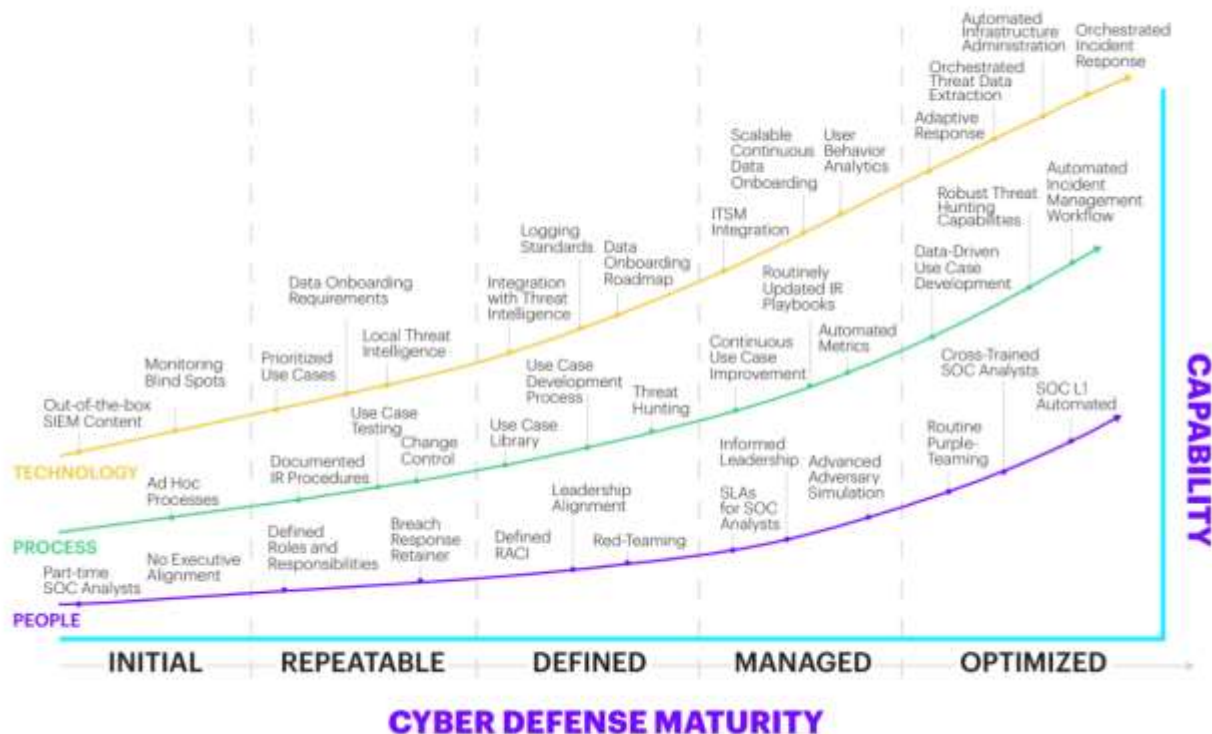 Automated
Infrastructure
Administration
Orchestrated
Incident
Response
Orchestrated
Threat Data
Extraction
Adaptive
Response
Scalable
Continuous
Data
Onboarding
User
Behavior
Analytics
ITSM
Integration
Logging
Standards
Data
Onboarding
Roadmap
Integration
with Threat
Intelligence
Data Onboarding
Requirements
Local Threat
Intelligence
Prioritized
Use Cases
Monitoring
Blind Spots
Out-of-the-box
SIEM Content
TECHNOLOGY
Automated
Incident
Management
Workflow
Robust Threat
Hunting
Capabilities
Data-Driven
Use Case
Development
Routinely
Updated IR
Playbooks
Automated
Metrics
Continuous
Use Case
Improvement
Use Case
Development
Process
Threat
Hunting
Use Case
Library
Use Case
Testing
Change
Control
Documented
IR Procedures
Ad Hoc
Processes
PROCESS
Cross-Trained
SOC Analysts
SOC L1
Automated
Routine
Purple-
Teaming
Informed
Leadership
Advanced
Adversary
Simulation
SLAs
for SOC
Analysts
Leadership
Alignment
Red-Teaming
Defined
RACI
Breach
Response
Retainer
Defined
Roles and
Responsibilities
No Executive
Alignment
Part-time
SOC Analysts
PEOPLE
CAPABILITY
INITIAL
REPEATABLE
DEFINED
MANAGED
OPTIMIZED
CYBER DEFENSE MATURITY